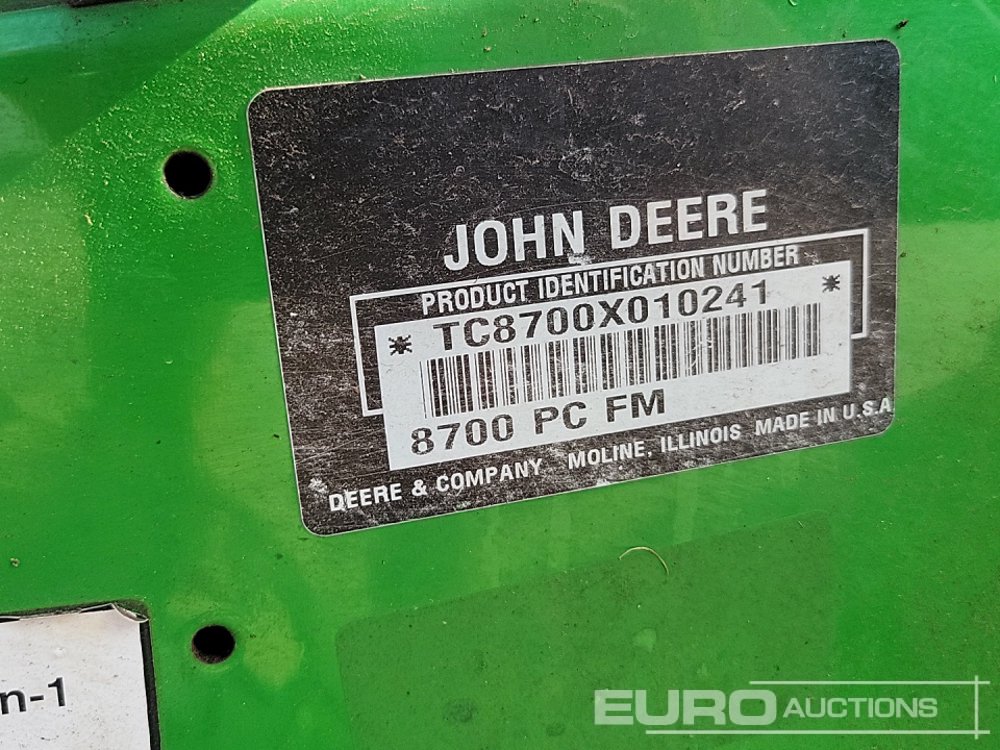 JOHN DEERE
PRODUCT IDENTIFICATION NUMBER
* TC8700X010241 *
8700 PC FM
DEERE & COMPANY MOLINE, ILLINOIS MADE IN U.S.A
n-1
EURO AUCTIONS